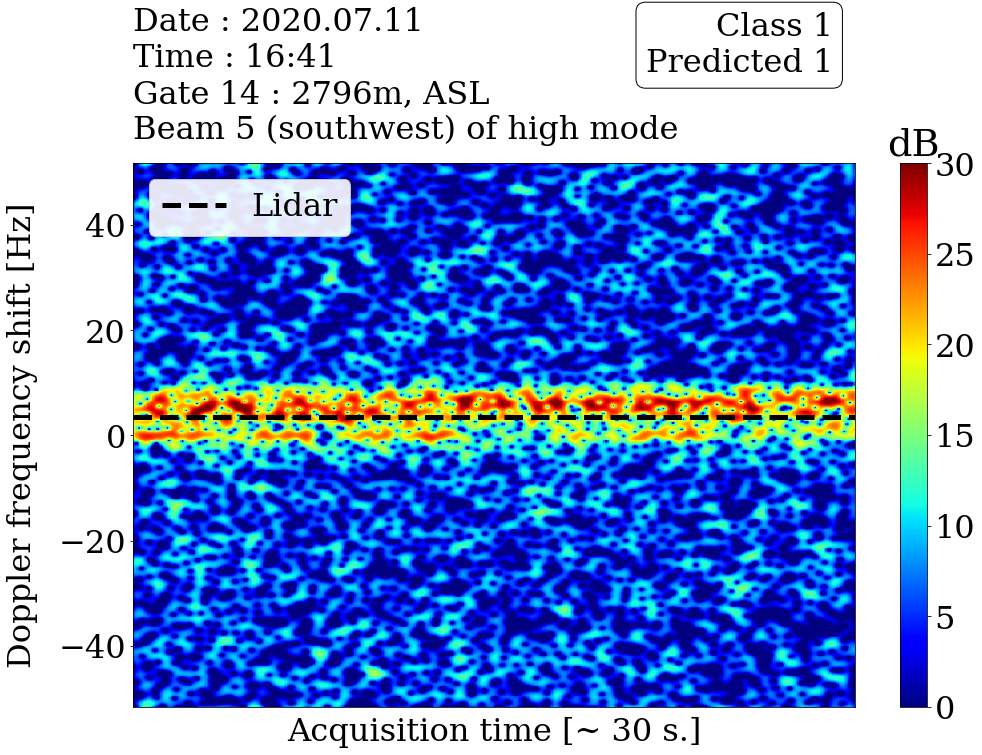 Date : 2020.07.11
Time : 16:41
Gate 14 : 2796m, ASL
Beam 5 (southwest) of high mode
Class 1
Predicted 1
dB
Lidar
Doppler frequency shift [Hz]
40
20
0
−20
−40
30
25
20
15
10
5
0
Acquisition time [~ 30 s.]